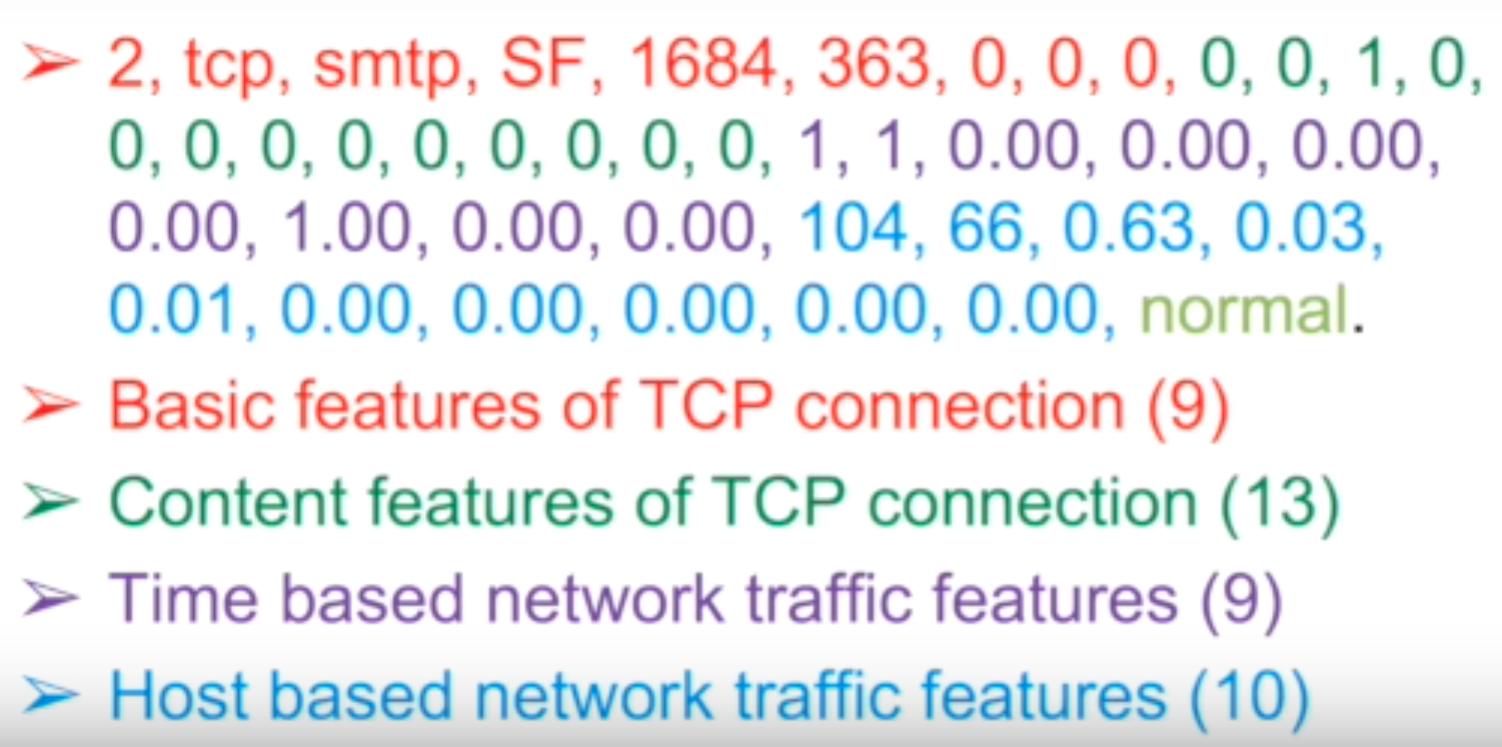 ➢ 2, tcp, smtp, SF, 1684, 363, 0, 0, 0, 0, 0, 1, 0,
0, 0, 0, 0, 0, 0, 0, 0, 0, 1, 1, 0.00, 0.00, 0.00,
0.00, 1.00, 0.00, 0.00, 104, 66, 0.63, 0.03,
0.01, 0.00, 0.00, 0.00, 0.00, 0.00, normal.
➢ Basic features of TCP connection (9)
➢ Content features of TCP connection (13)
➢ Time based network traffic features (9)
➢ Host based network traffic features (10)